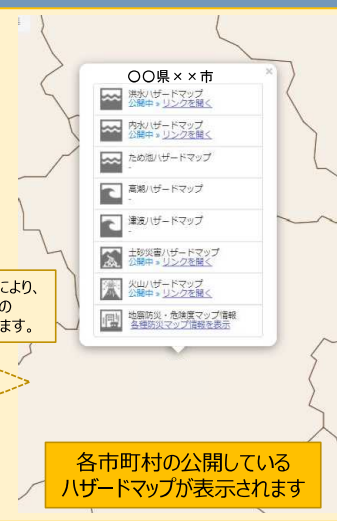 〇〇県××市
×
洪水ハザードマップ
公開中 » リンクを開く
内水ハザードマップ
公開中 » リンクを開く
ため池ハザードマップ
-
高潮ハザードマップ
-
津波ハザードマップ
-
土砂災害ハザードマップ
公開中 » リンクを開く
火山ハザードマップ
公開中 » リンクを開く
地震防災・危険度マップ情報
各種防災マップ情報を表示
により、
の
ます。
各市町村の公開している
ハザードマップが表示されます